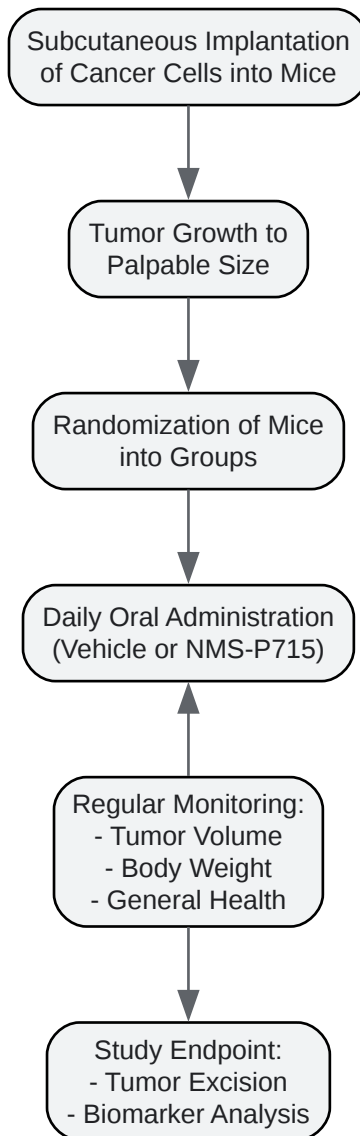 Subcutaneous Implantation
of Cancer Cells into Mice
Tumor Growth to
Palpable Size
Randomization of Mice
into Groups
Daily Oral Administration
(Vehicle or NMS-P715)
Regular Monitoring:
- Tumor Volume
- Body Weight
- General Health
Study Endpoint:
- Tumor Excision
- Biomarker Analysis